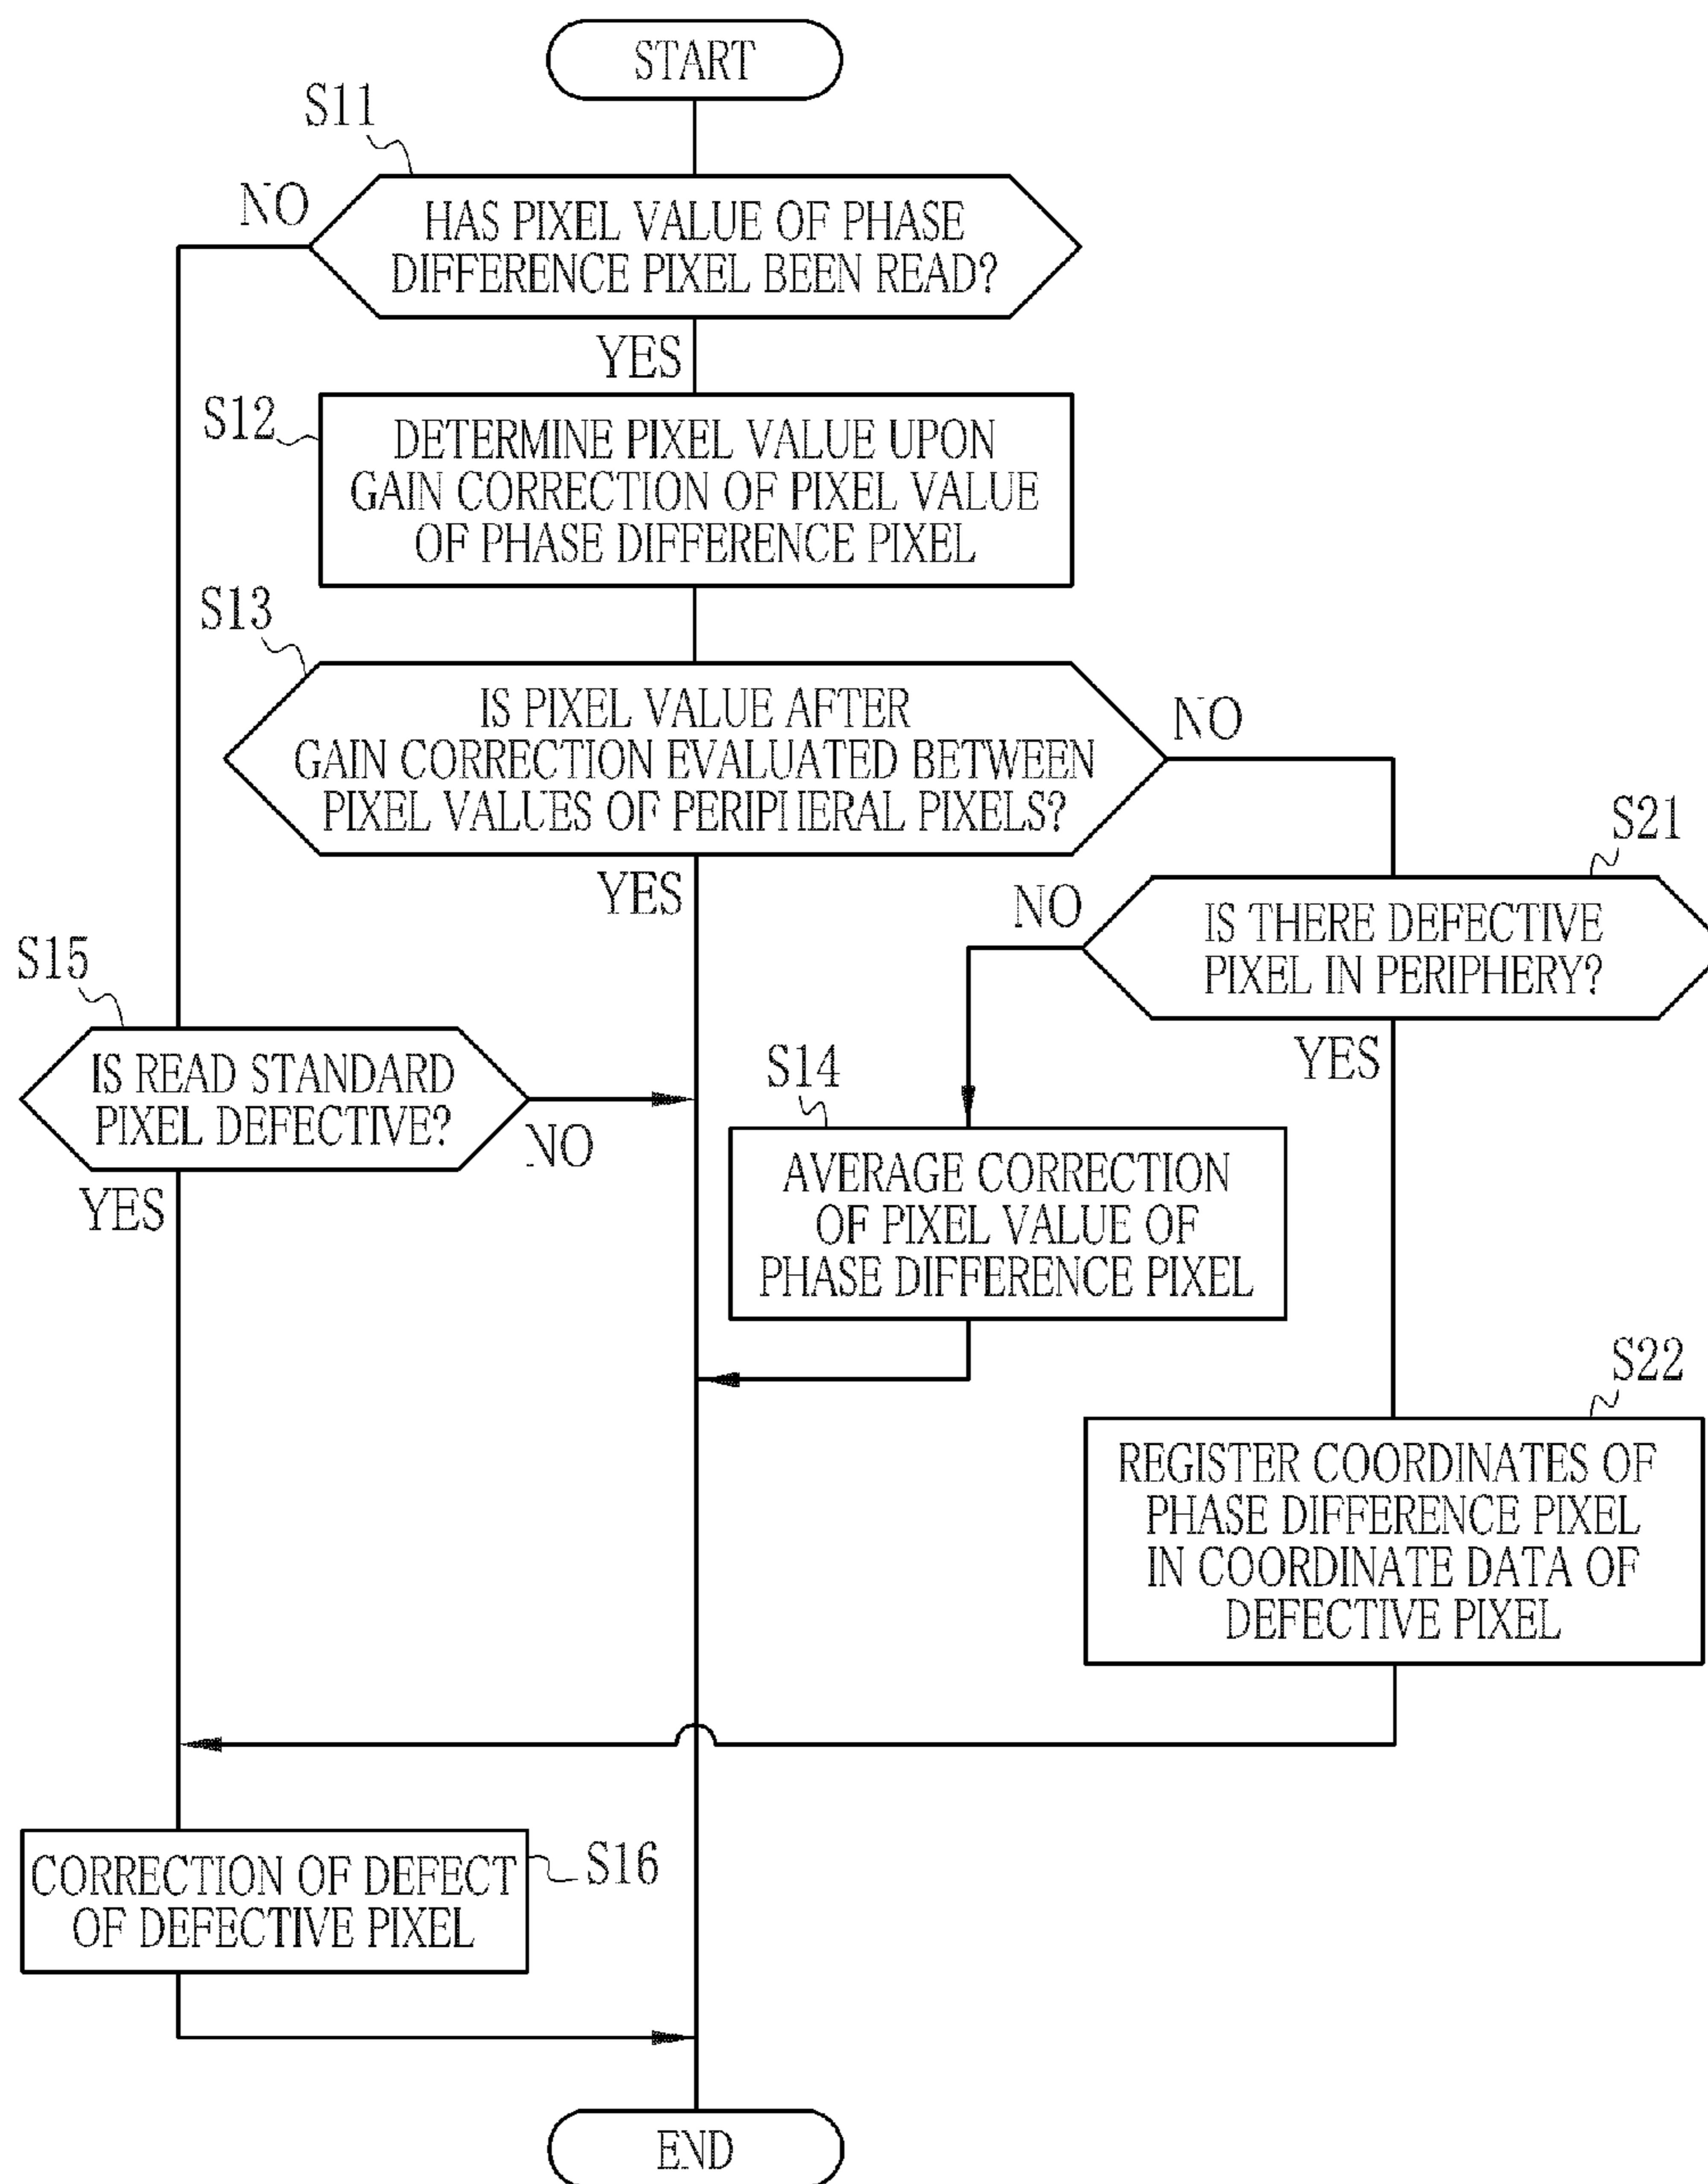 START
S11
NO
HAS PIXEL VALUE OF PHASE
DIFFERENCE PIXEL BEEN READ?
YES
S12
DETERMINE PIXEL VALUE UPON
GAIN CORRECTION OF PIXEL VALUE
OF PHASE DIFFERENCE PIXEL
S13
IS PIXEL VALUE AFTER
GAIN CORRECTION EVALUATED BETWEEN
PIXEL VALUES OF PERIPHERAL PIXELS?
NO
YES
S21
NO
IS THERE DEFECTIVE
PIXEL IN PERIPHERY?
YES
S15
IS READ STANDARD
PIXEL DEFECTIVE?
NO
YES
S14
AVERAGE CORRECTION
OF PIXEL VALUE OF
PHASE DIFFERENCE PIXEL
S22
REGISTER COORDINATES OF
PHASE DIFFERENCE PIXEL
IN COORDINATE DATA OF
DEFECTIVE PIXEL
CORRECTION OF DEFECT
OF DEFECTIVE PIXEL
S16
END